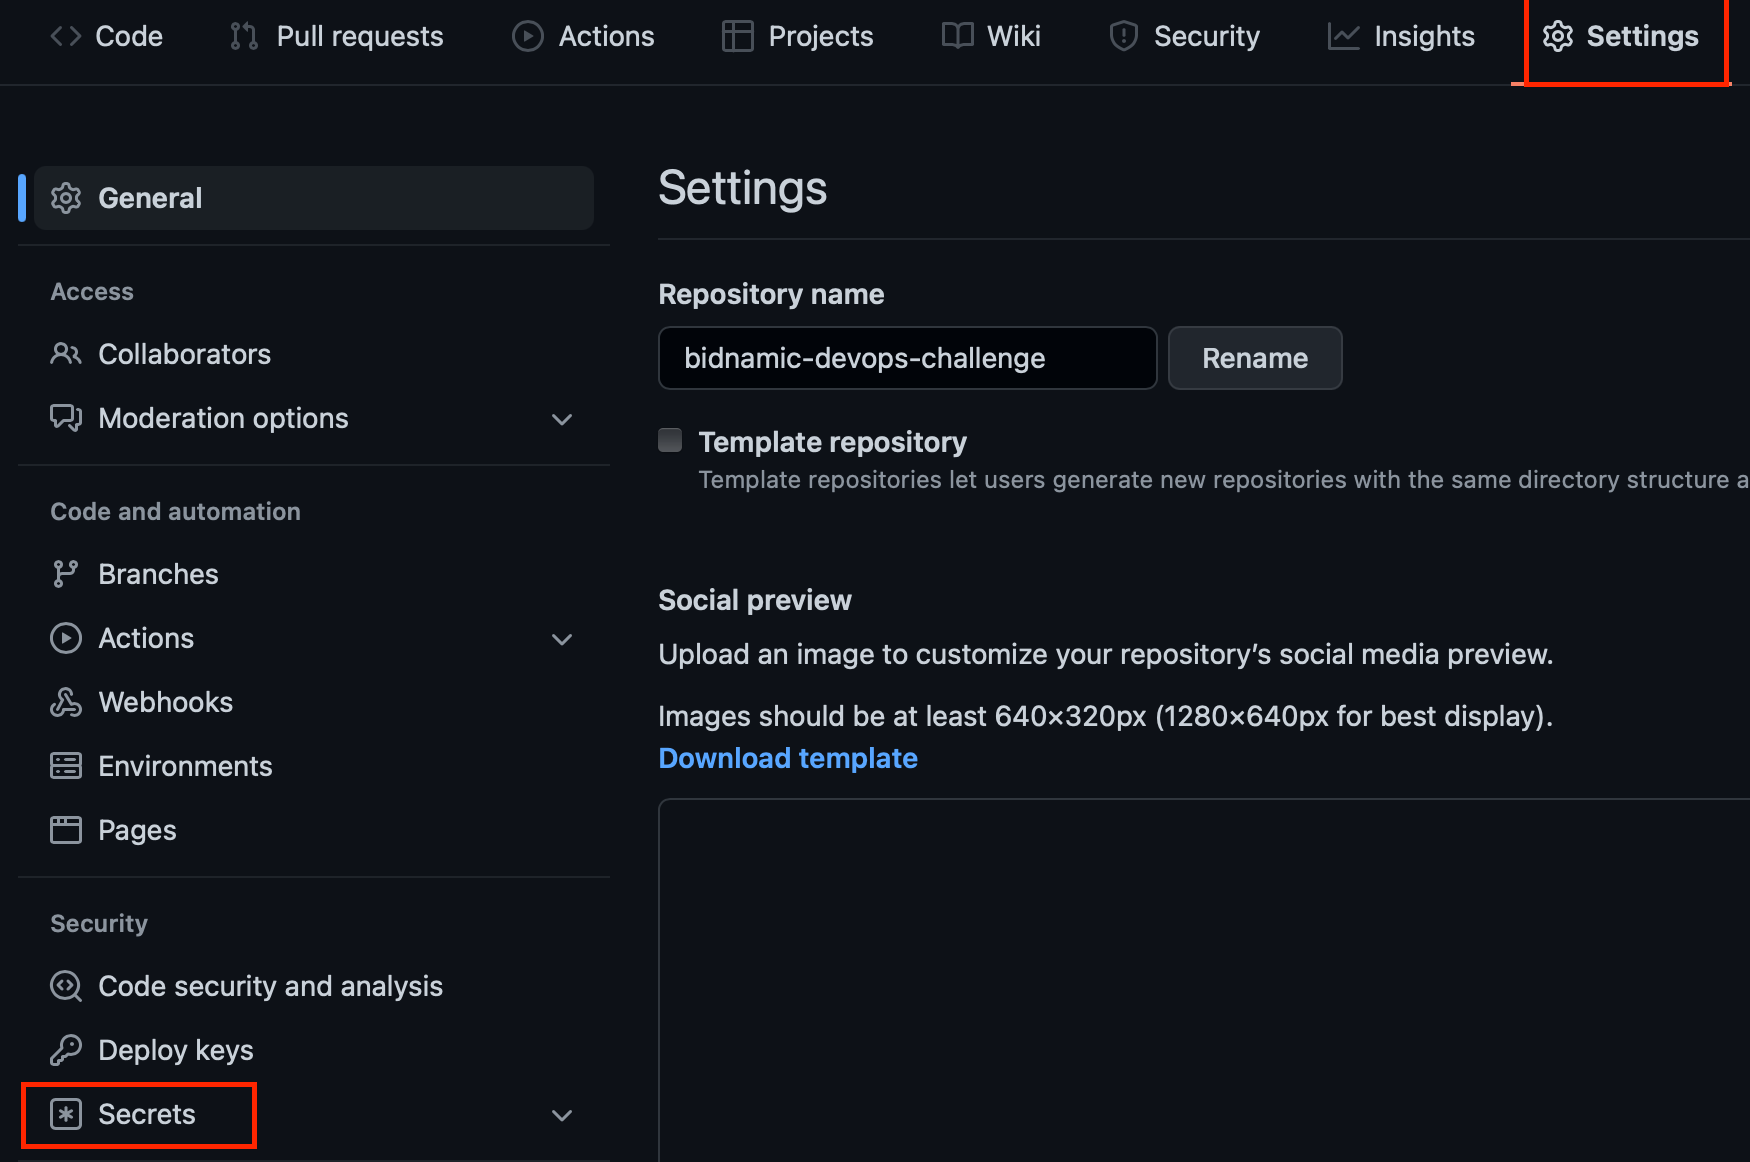 Code Pull requests Actions Projects Wiki Security Insights Settings
General
Access
Collaborators
Moderation options
Code and automation
Branches
Actions
Webhooks
Environments
Pages
Security
Code security and analysis
Deploy keys
Secrets
Settings
Repository name
bidnamic-devops-challenge Rename
Template repository
Template repositories let users generate new repositories with the same directory structure a
Social preview
Upload an image to customize your repository’s social media preview.
Images should be at least 640×320px (1280×640px for best display).
Download template